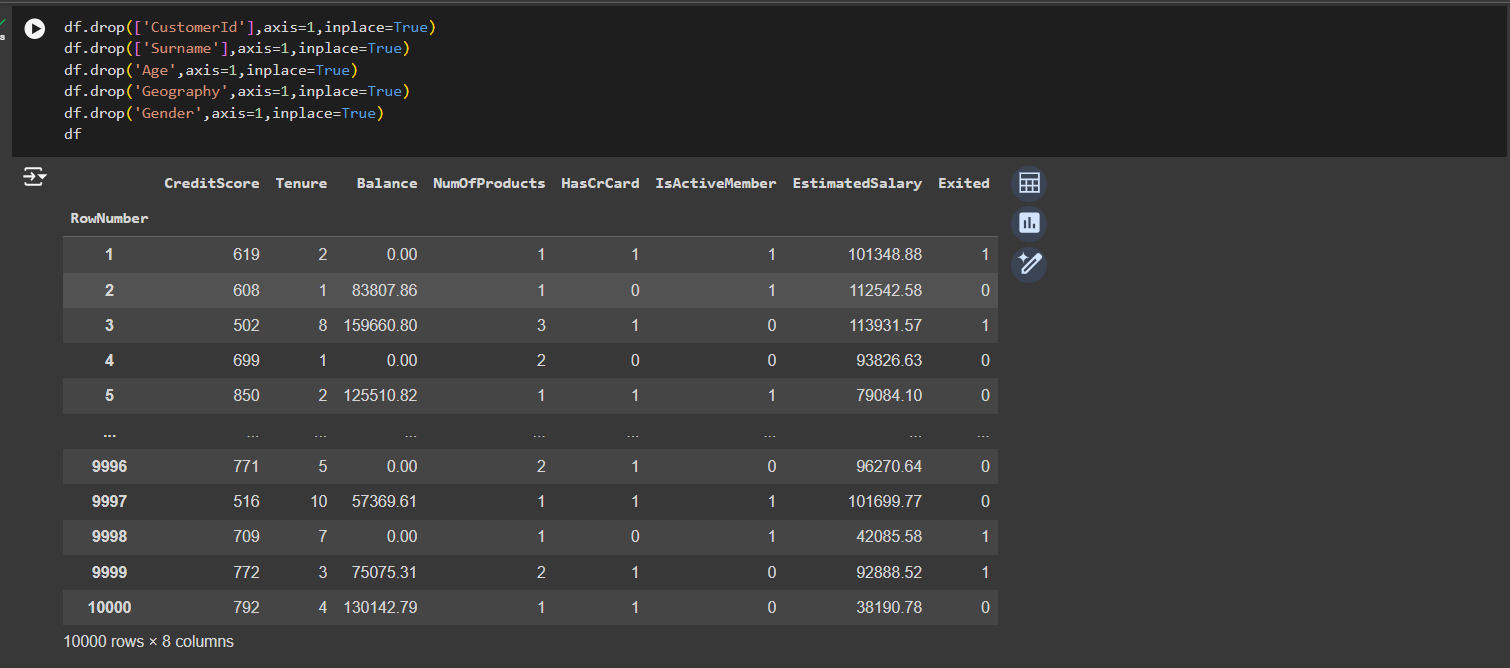 df.drop(['CustomerId'],axis=1,inplace=True)
df.drop(['Surname'],axis=1,inplace=True)
df.drop('Age',axis=1,inplace=True)
df.drop('Geography',axis=1,inplace=True)
df.drop('Gender',axis=1,inplace=True)
df
s
CreditScore Tenure Balance NumOfProducts HasCrCard IsActiveMember EstimatedSalary Exited
RowNumber
1 619 2 0.00 1 1 1 101348.88 1
2 608 1 83807.86 1 0 1 112542.58 0
3 502 8 159660.80 3 1 0 113931.57 1
4 699 1 0.00 2 0 0 93826.63 0
5 850 2 125510.82 1 1 1 79084.10 0
... ... ... ... ... ... ... ... ...
9996 771 5 0.00 2 1 0 96270.64 0
9997 516 10 57369.61 1 1 1 101699.77 0
9998 709 7 0.00 1 0 1 42085.58 1
9999 772 3 75075.31 2 1 0 92888.52 1
10000 792 4 130142.79 1 1 0 38190.78 0
10000 rows × 8 columns